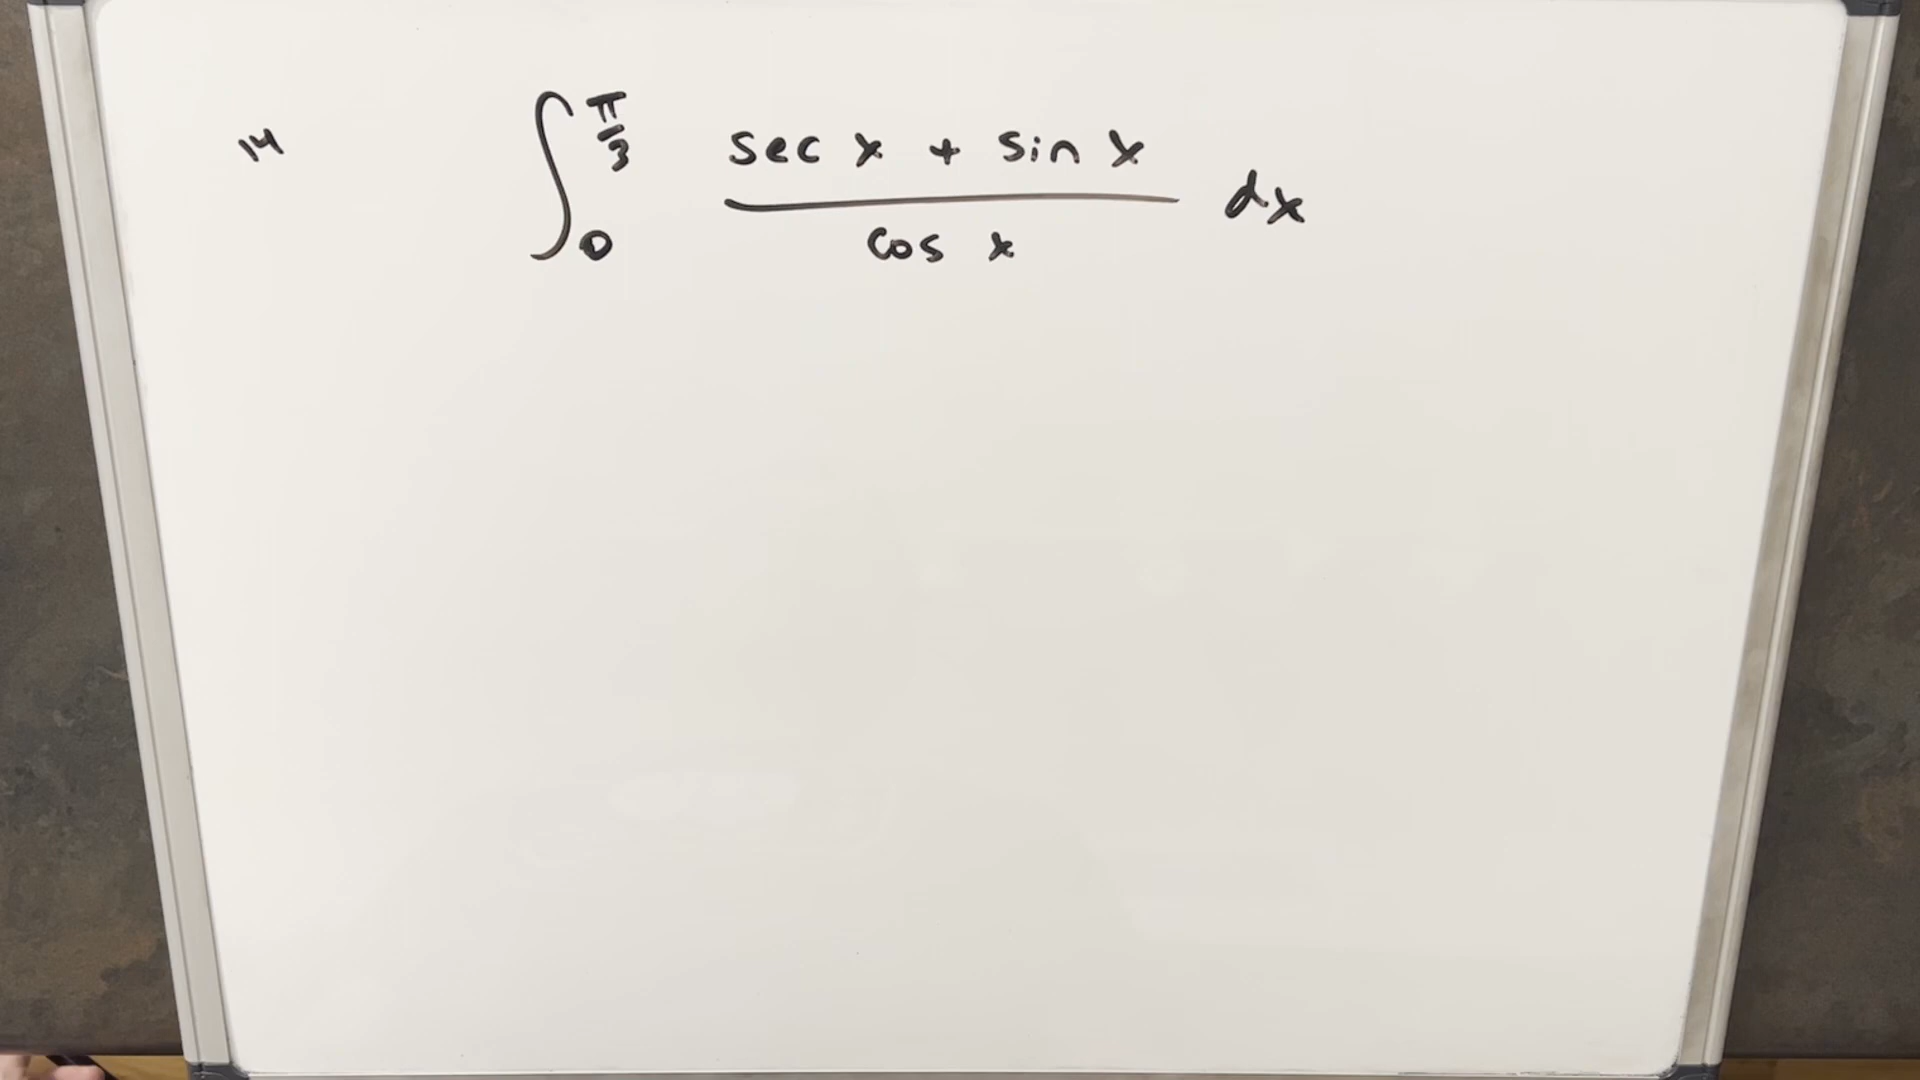 14 ∫₀^(π/3) (sec x + sin x)/(cos x) dx